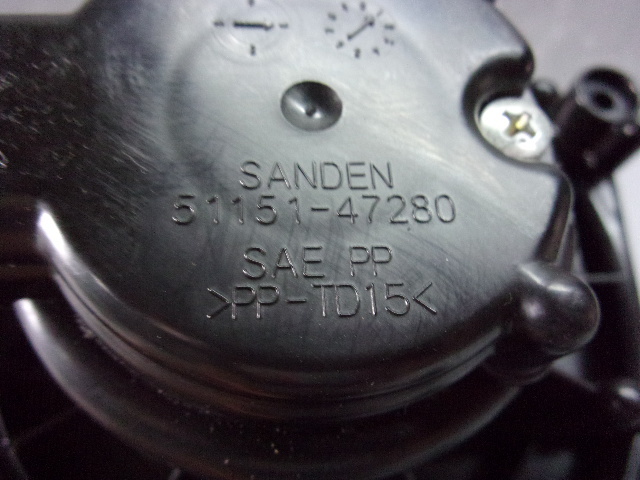 SANDEN
51151-47280
SAE PP
>PP-TD15<